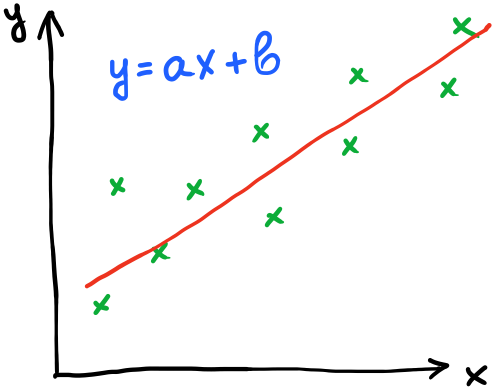 y
y = ax + b
x